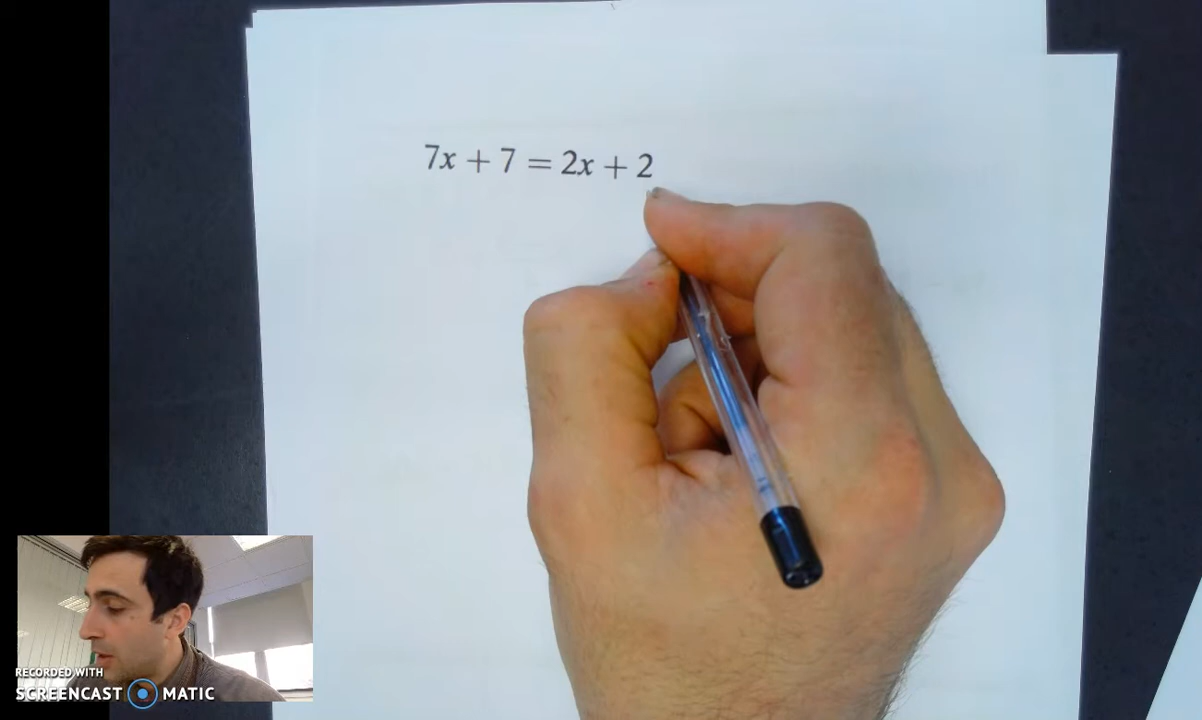 7x + 7 = 2x + 2
RECORDED WITH
SCREENCAST MATIC